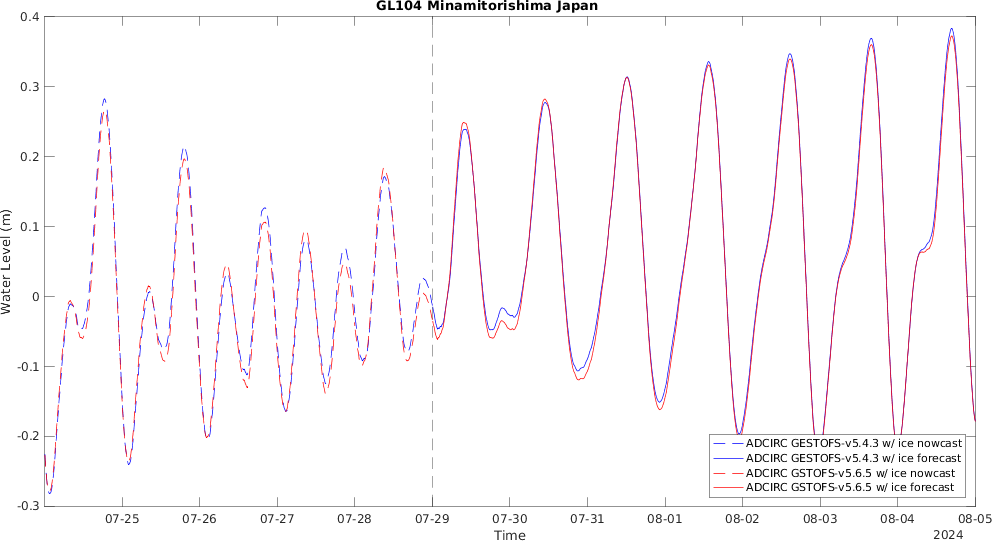 GL104 Minamitorishima Japan
Water Level (m)
0.4
0.3
0.2
0.1
0
-0.1
-0.2
-0.3
ADCIRC GESTOFS-v5.4.3 w/ ice nowcast
ADCIRC GESTOFS-v5.4.3 w/ ice forecast
ADCIRC GSTOFS-v5.6.5 w/ ice nowcast
ADCIRC GSTOFS-v5.6.5 w/ ice forecast
07-25 07-26 07-27 07-28 07-29 07-30 07-31 08-01 08-02 08-03 08-04 08-05
Time
2024